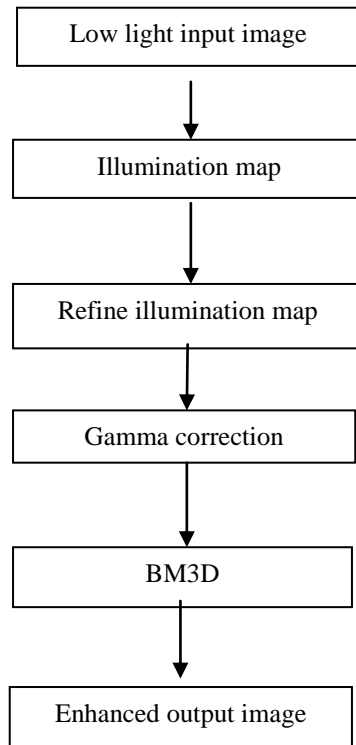 Low light input image
Illumination map
Refine illumination map
Gamma correction
BM3D
Enhanced output image